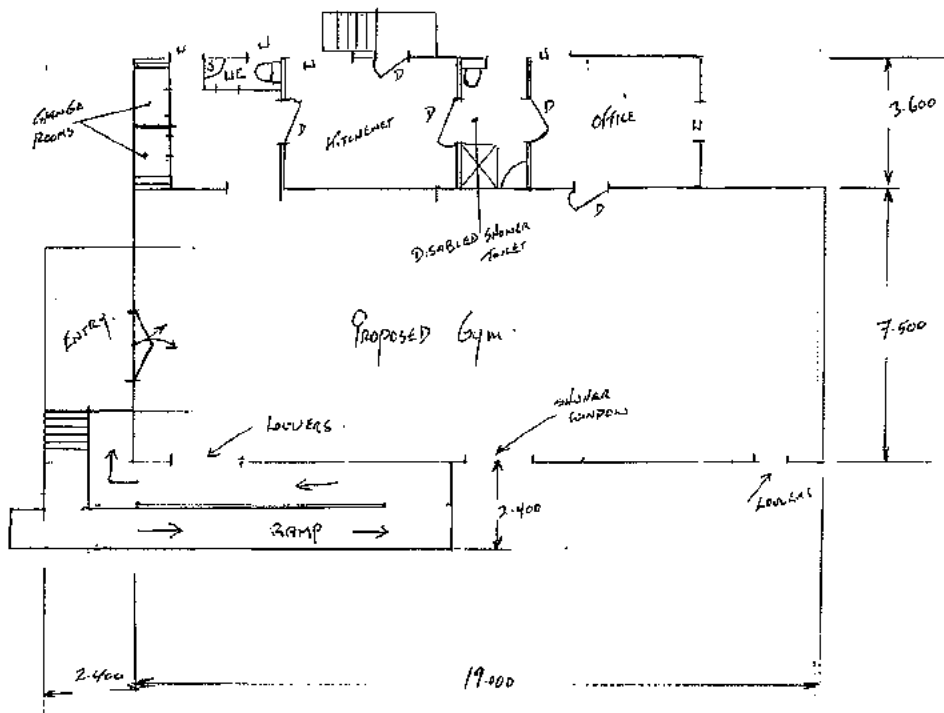 W
W
S
WC
W
D
W
CHANGE
ROOMS
D
KITCHENET
D
D
OFFICE
W
3.600
DISABLED SHOWER
TOILET
D
ENTRY.
PROPOSED GYM.
7.500
LOUVERS.
WINDOW
LOUVERS
2.400
RAMP
2.400
19.000